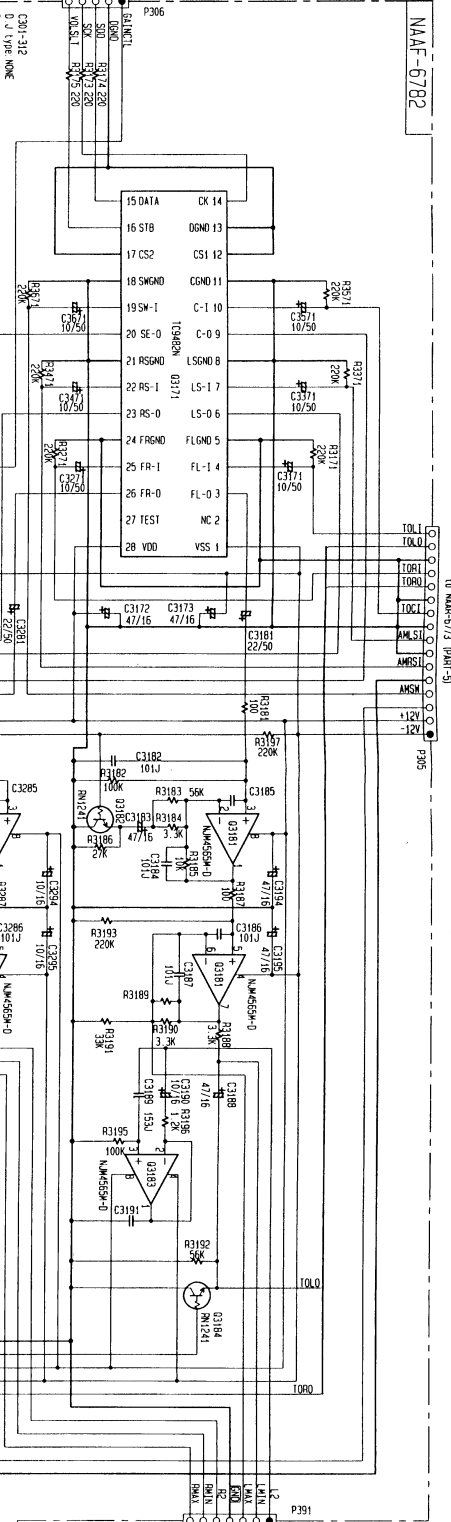 NAAF-6782
P306
GAINCTL
DGND
SDD
SCK
VOLSLT
R3174 220
R3173 220
R3175 220
C301-312
D.J type NONE
15 DATA
CK 14
16 STB
DGND 13
17 CS2
CS1 12
18 SWGND
CGND 11
19 SW-I
C-I 10
20 SE-O
C-O 9
21 RSGND
LSGND 8
22 RS-I
LS-I 7
23 RS-O
LS-O 6
24 FRGND
FLGND 5
25 FR-I
FL-I 4
26 FR-O
FL-O 3
27 TEST
NC 2
28 VDD
VSS 1
TC9482N
Q3171
R3671
220K
C3671
10/50
R3571
220K
C3571
10/50
R3471
220K
C3471
10/50
R3371
220K
C3371
10/50
R3271
220K
C3271
10/50
R3171
220K
C3171
10/50
TOLI
TOLO
TORI
TORO
TOCI
AMLSI
AMRSI
AMSW
+12V
-12V
P305
C3281
22/50
C3172
47/16
C3173
47/16
C3181
22/50
R3181
100
R3197
220K
C3182
101J
R3182
100K
Q3182
RN1241
R3183 56K
C3183
47/16
R3184
3.3K
C3185
R3186
27K
C3184
101J
R3185
10K
Q3181
NJM4565M-D
R3187
100
C3194
47/16
C3285
C3294
10/16
R3287
C3286
101J
C3295
10/16
NJM4565M-D
R3193
220K
C3186
101J
C3195
47/16
C3187
101J
Q3181
NJM4565M-D
R3189
R3190
3.3K
R3188
3.3K
R3191
33K
C3189 153J
C3190
10/16
R3196
1.2K
C3188
47/16
R3195
100K
Q3183
NJM4565M-D
C3191
R3192
56K
TOLO
Q3184
RN1241
TORO
P391
L2
LMIN
LMAX
GND
R2
RMIN
RMAX